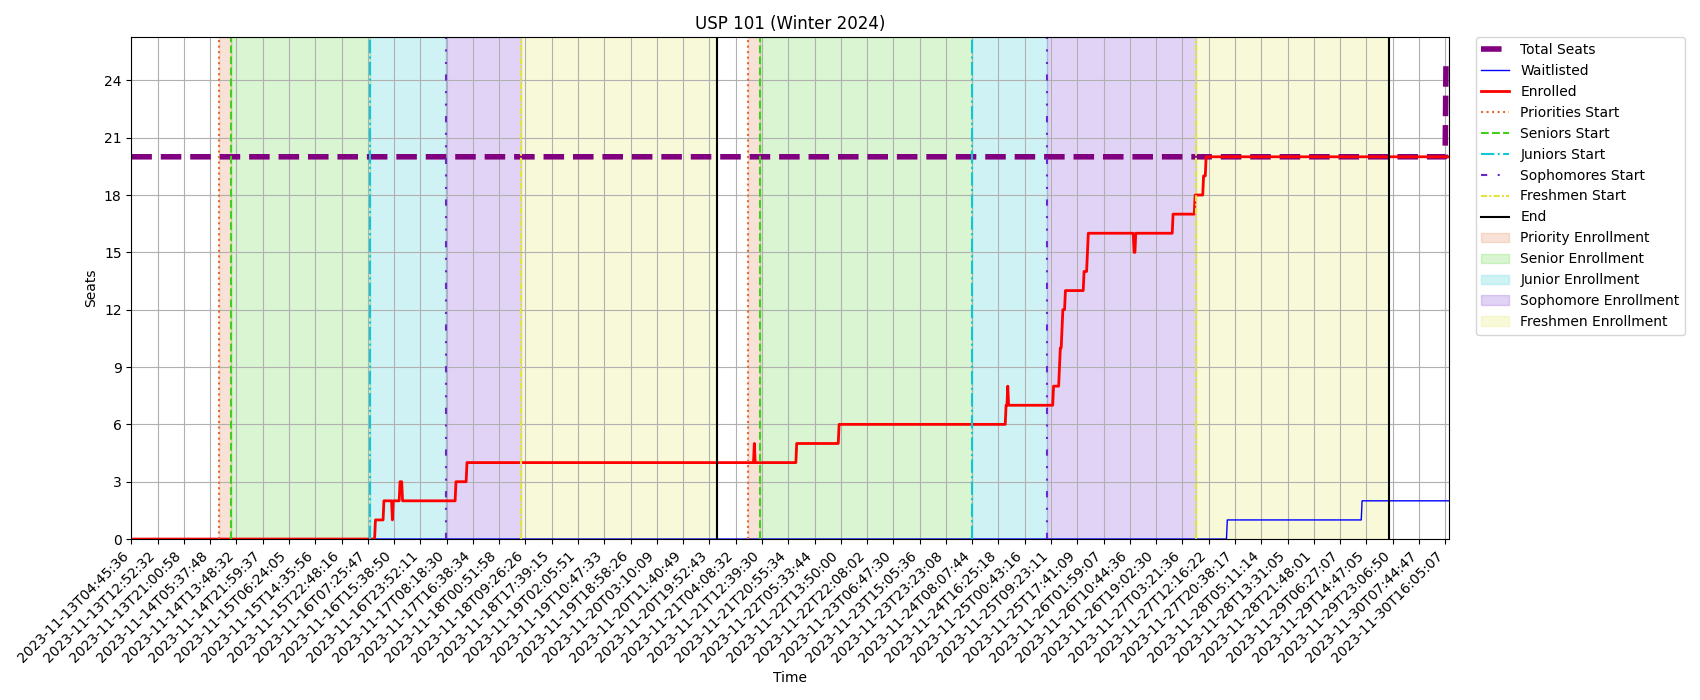 USP 101 (Winter 2024)
Seats
24
21
18
15
12
9
6
3
0
2023-11-13T04:45:36
2023-11-13T12:52:32
2023-11-13T21:00:58
2023-11-14T05:37:48
2023-11-14T13:48:32
2023-11-14T21:59:37
2023-11-15T06:24:05
2023-11-15T14:35:56
2023-11-15T22:48:16
2023-11-16T07:25:47
2023-11-16T15:38:50
2023-11-16T23:52:11
2023-11-17T08:18:30
2023-11-17T16:38:34
2023-11-18T00:51:58
2023-11-18T09:26:26
2023-11-18T17:39:15
2023-11-19T02:05:51
2023-11-19T10:47:33
2023-11-19T18:58:26
2023-11-20T03:10:09
2023-11-20T11:40:49
2023-11-20T19:52:43
2023-11-21T04:08:32
2023-11-21T12:39:30
2023-11-21T20:55:34
2023-11-22T05:33:44
2023-11-22T13:50:00
2023-11-22T22:08:02
2023-11-23T06:47:30
2023-11-23T15:05:36
2023-11-23T23:23:08
2023-11-24T08:07:44
2023-11-24T16:25:18
2023-11-25T00:43:16
2023-11-25T09:23:11
2023-11-25T17:41:09
2023-11-26T01:59:07
2023-11-26T10:44:36
2023-11-26T19:02:30
2023-11-27T03:21:36
2023-11-27T12:16:22
2023-11-27T20:38:17
2023-11-28T05:11:14
2023-11-28T13:31:05
2023-11-28T21:48:01
2023-11-29T06:27:07
2023-11-29T14:47:05
2023-11-29T23:06:50
2023-11-30T07:44:47
2023-11-30T16:05:07
Time
Total Seats
Waitlisted
Enrolled
Priorities Start
Seniors Start
Juniors Start
Sophomores Start
Freshmen Start
End
Priority Enrollment
Senior Enrollment
Junior Enrollment
Sophomore Enrollment
Freshmen Enrollment